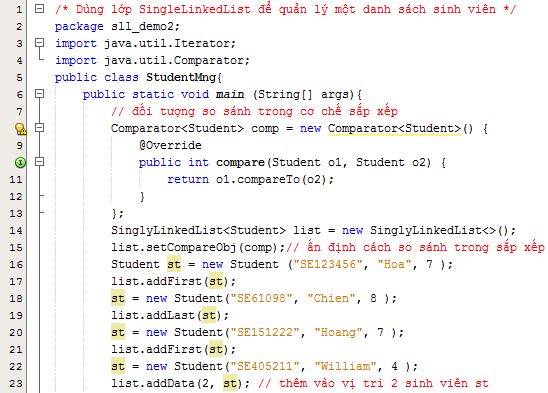 1 /* Dùng lớp SingleLinkedList để quản lý một danh sách sinh viên */
2 package sll_demo2;
3 import java.util.Iterator;
4 import java.util.Comparator;
5 public class StudentMng{
6 public static void main (String[] args){
7 // đối tượng so sánh trong cơ chế sắp xếp
Comparator<Student> comp = new Comparator<Student>() {
9 @Override
public int compare(Student o1, Student o2) {
11 return o1.compareTo(o2);
12 }
13 };
14 SinglyLinkedList<Student> list = new SinglyLinkedList<>();
15 list.setCompareObj(comp);// ấn định cách so sánh trong sắp xếp
16 Student st = new Student ("SE123456", "Hoa", 7 );
17 list.addFirst(st);
18 st = new Student("SE61098", "Chien", 8 );
19 list.addLast(st);
20 st = new Student("SE151222", "Hoang", 7 );
21 list.addFirst(st);
22 st = new Student("SE405211", "William", 4 );
23 list.addData(2, st); // thêm vào vị trí 2 sinh viên st